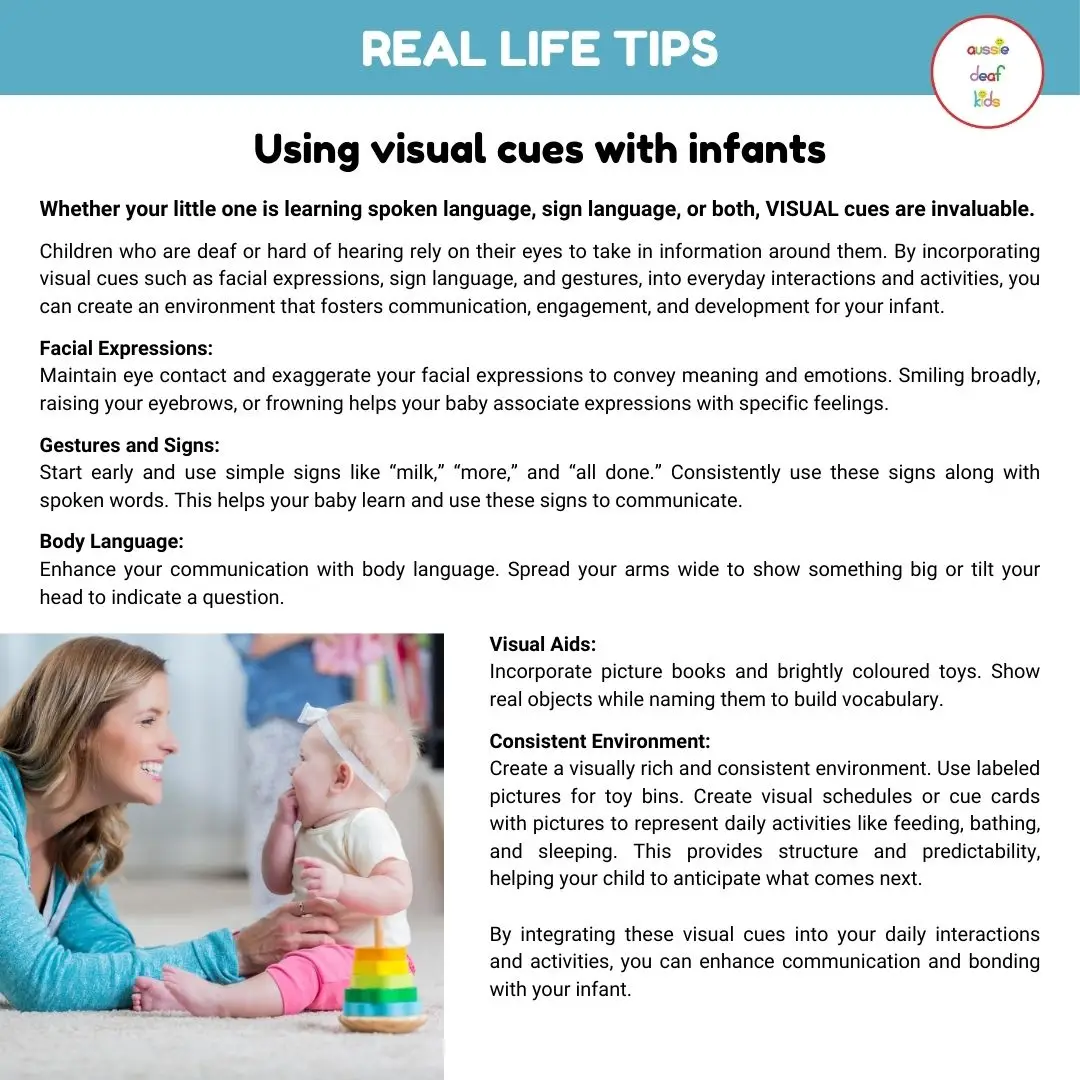 REAL LIFE TIPS
aussie
deaf
kids
Using visual cues with infants
Whether your little one is learning spoken language, sign language, or both, VISUAL cues are invaluable.
Children who are deaf or hard of hearing rely on their eyes to take in information around them. By incorporating
visual cues such as facial expressions, sign language, and gestures, into everyday interactions and activities, you
can create an environment that fosters communication, engagement, and development for your infant.
Facial Expressions:
Maintain eye contact and exaggerate your facial expressions to convey meaning and emotions. Smiling broadly,
raising your eyebrows, or frowning helps your baby associate expressions with specific feelings.
Gestures and Signs:
Start early and use simple signs like “milk,” “more,” and “all done.” Consistently use these signs along with
spoken words. This helps your baby learn and use these signs to communicate.
Body Language:
Enhance your communication with body language. Spread your arms wide to show something big or tilt your
head to indicate a question.
Visual Aids:
Incorporate picture books and brightly coloured toys. Show
real objects while naming them to build vocabulary.
Consistent Environment:
Create a visually rich and consistent environment. Use labeled
pictures for toy bins. Create visual schedules or cue cards
with pictures to represent daily activities like feeding, bathing,
and sleeping. This provides structure and predictability,
helping your child to anticipate what comes next.
By integrating these visual cues into your daily interactions
and activities, you can enhance communication and bonding
with your infant.